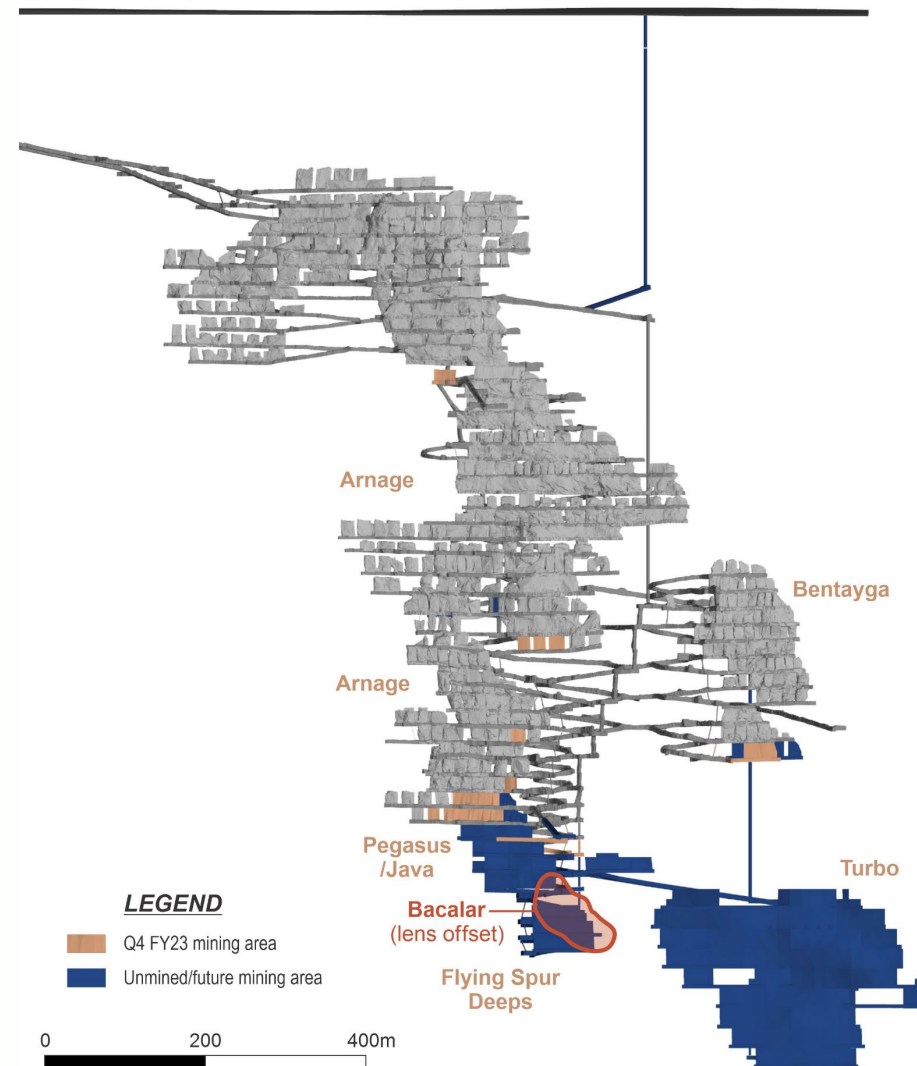 Arnage
Bentayga
Arnage
Pegasus
/Java
Turbo
LEGEND
Bacalar
(lens offset)
Q4 FY23 mining area
Unmined/future mining area
Flying Spur
Deeps
0 200 400m